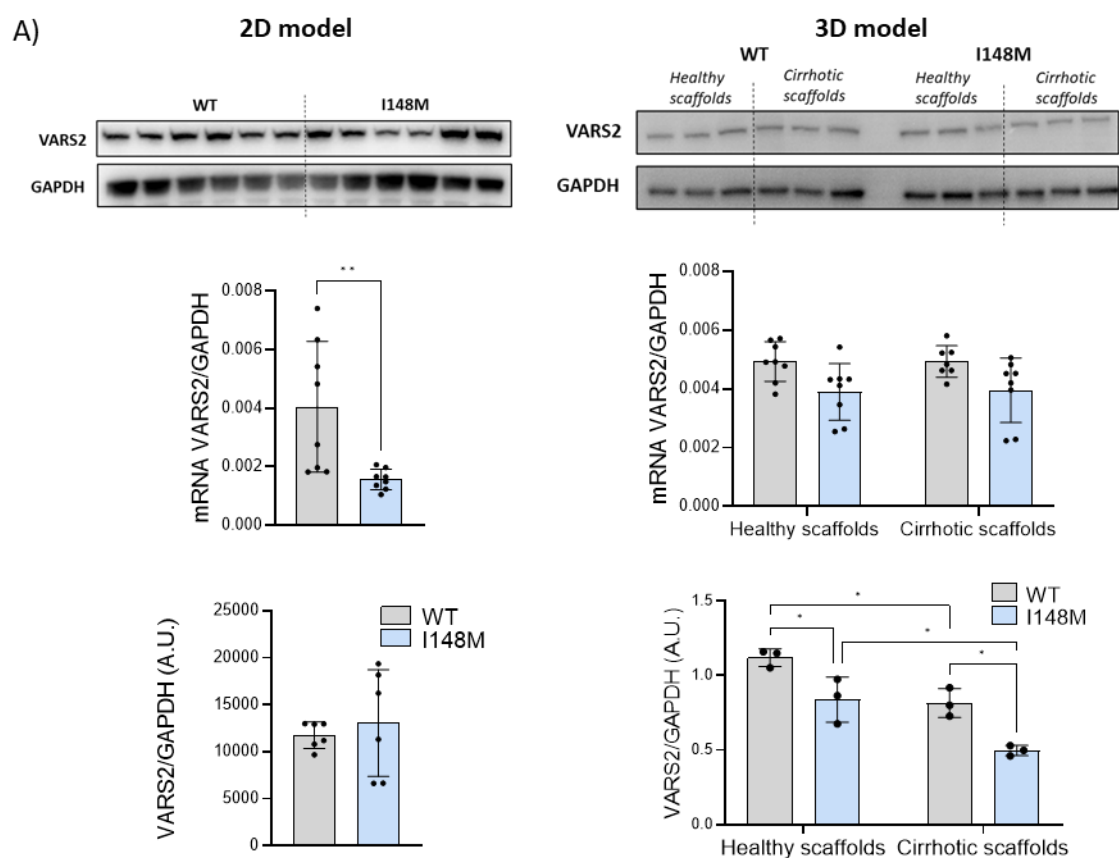 A)
2D model
WT I148M
VARS2
GAPDH
mRNA VARS2/GAPDH
0.008
0.006
0.004
0.002
0.000
**
VARS2/GAPDH (A.U.)
25000
20000
15000
10000
5000
0
WT
I148M
3D model
WT I148M
Healthy scaffolds Cirrhotic scaffolds Healthy scaffolds Cirrhotic scaffolds
VARS2
GAPDH
mRNA VARS2/GAPDH
0.008
0.006
0.004
0.002
0.000
Healthy scaffolds Cirrhotic scaffolds
VARS2/GAPDH (A.U.)
1.5
1.0
0.5
0.0
*
*
*
*
WT
I148M
Healthy scaffolds Cirrhotic scaffolds